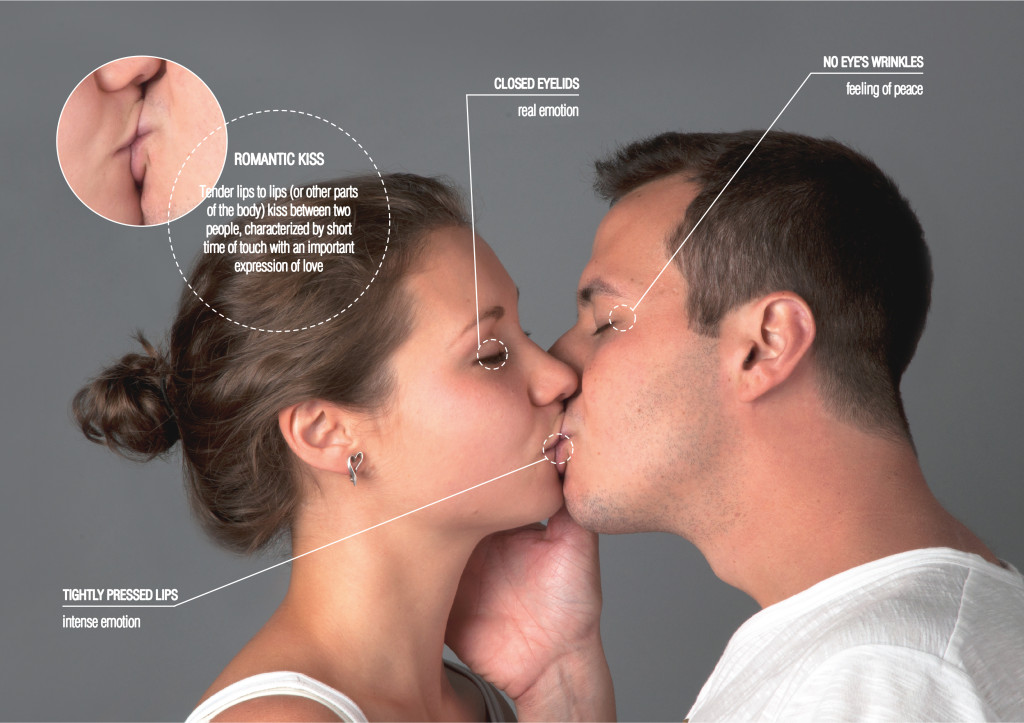 NO EYE'S WRINKLES
feeling of peace
CLOSED EYELIDS
real emotion
ROMANTIC KISS
Tender lips to lips (or other parts
of the body) kiss between two
people, characterized by short
time of touch with an important
expression of love
TIGHTLY PRESSED LIPS
intense emotion